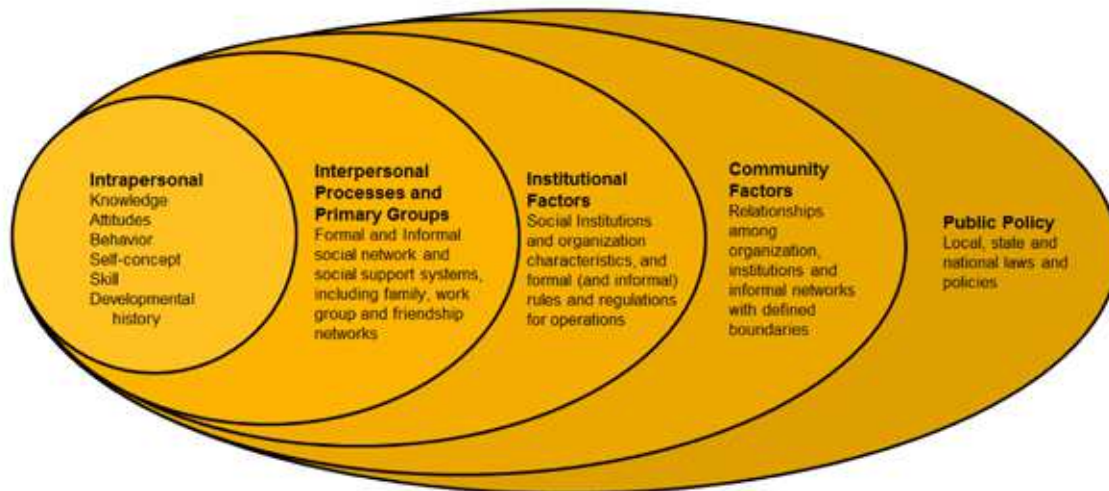 Intrapersonal
Knowledge
Attitudes
Behavior
Self-concept
Skill
Developmental
history
Interpersonal
Processes and
Primary Groups
Formal and Informal
social network and
social support systems,
including family, work
group and friendship
networks
Institutional
Factors
Social Institutions
and organization
characteristics, and
formal (and informal)
rules and regulations
for operations
Community
Factors
Relationships
among
organization,
institutions and
informal networks
with defined
boundaries
Public Policy
Local, state and
national laws and
policies